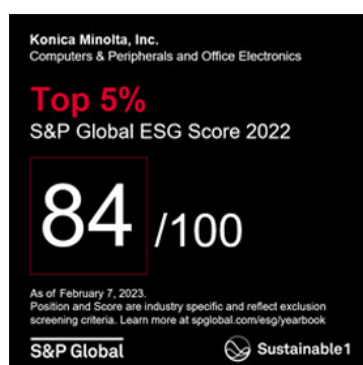 Konica Minolta, Inc.
Computers & Peripherals and Office Electronics
Top 5%
S&P Global ESG Score 2022
84 /100
As of February 7, 2023.
Position and Score are industry specific and reflect exclusion
screening criteria. Learn more at spglobal.com/esg/yearbook
S&P Global Sustainable1